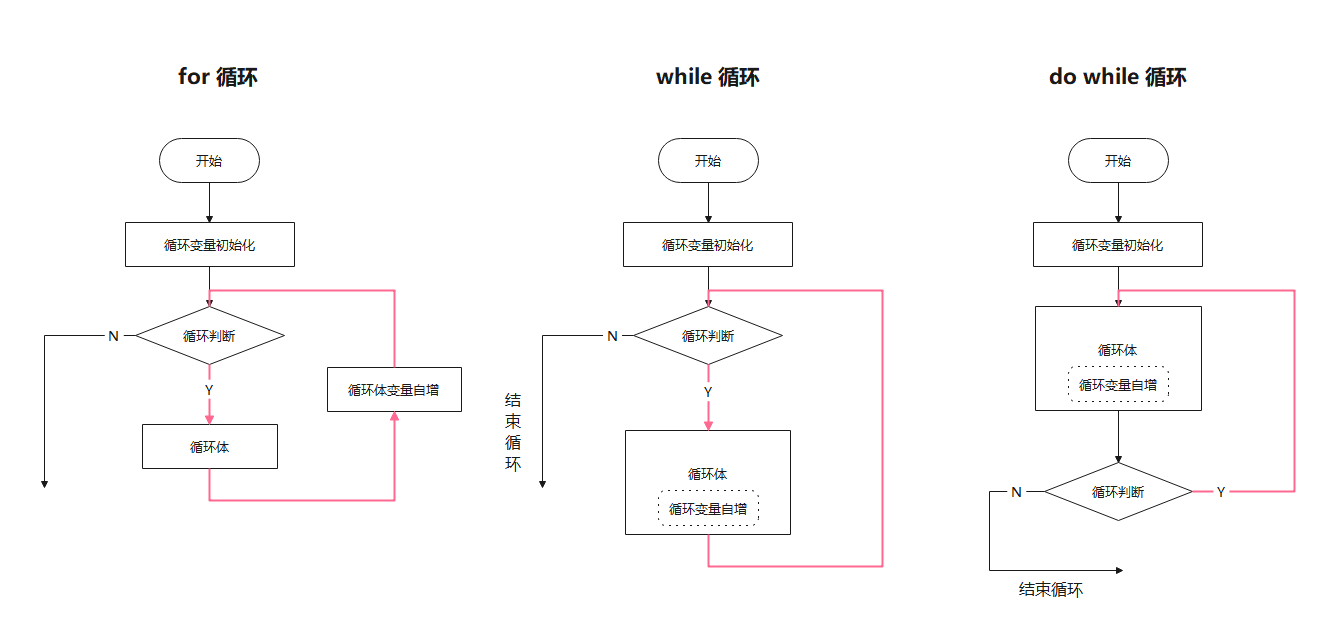 for 循环
开始
循环变量初始化
循环判断
N
Y
循环体变量自增
循环体
while 循环
开始
循环变量初始化
循环判断
N
Y
结
束
循
环
循环体
循环变量自增
do while 循环
开始
循环变量初始化
循环体
循环变量自增
循环判断
N
Y
结束循环